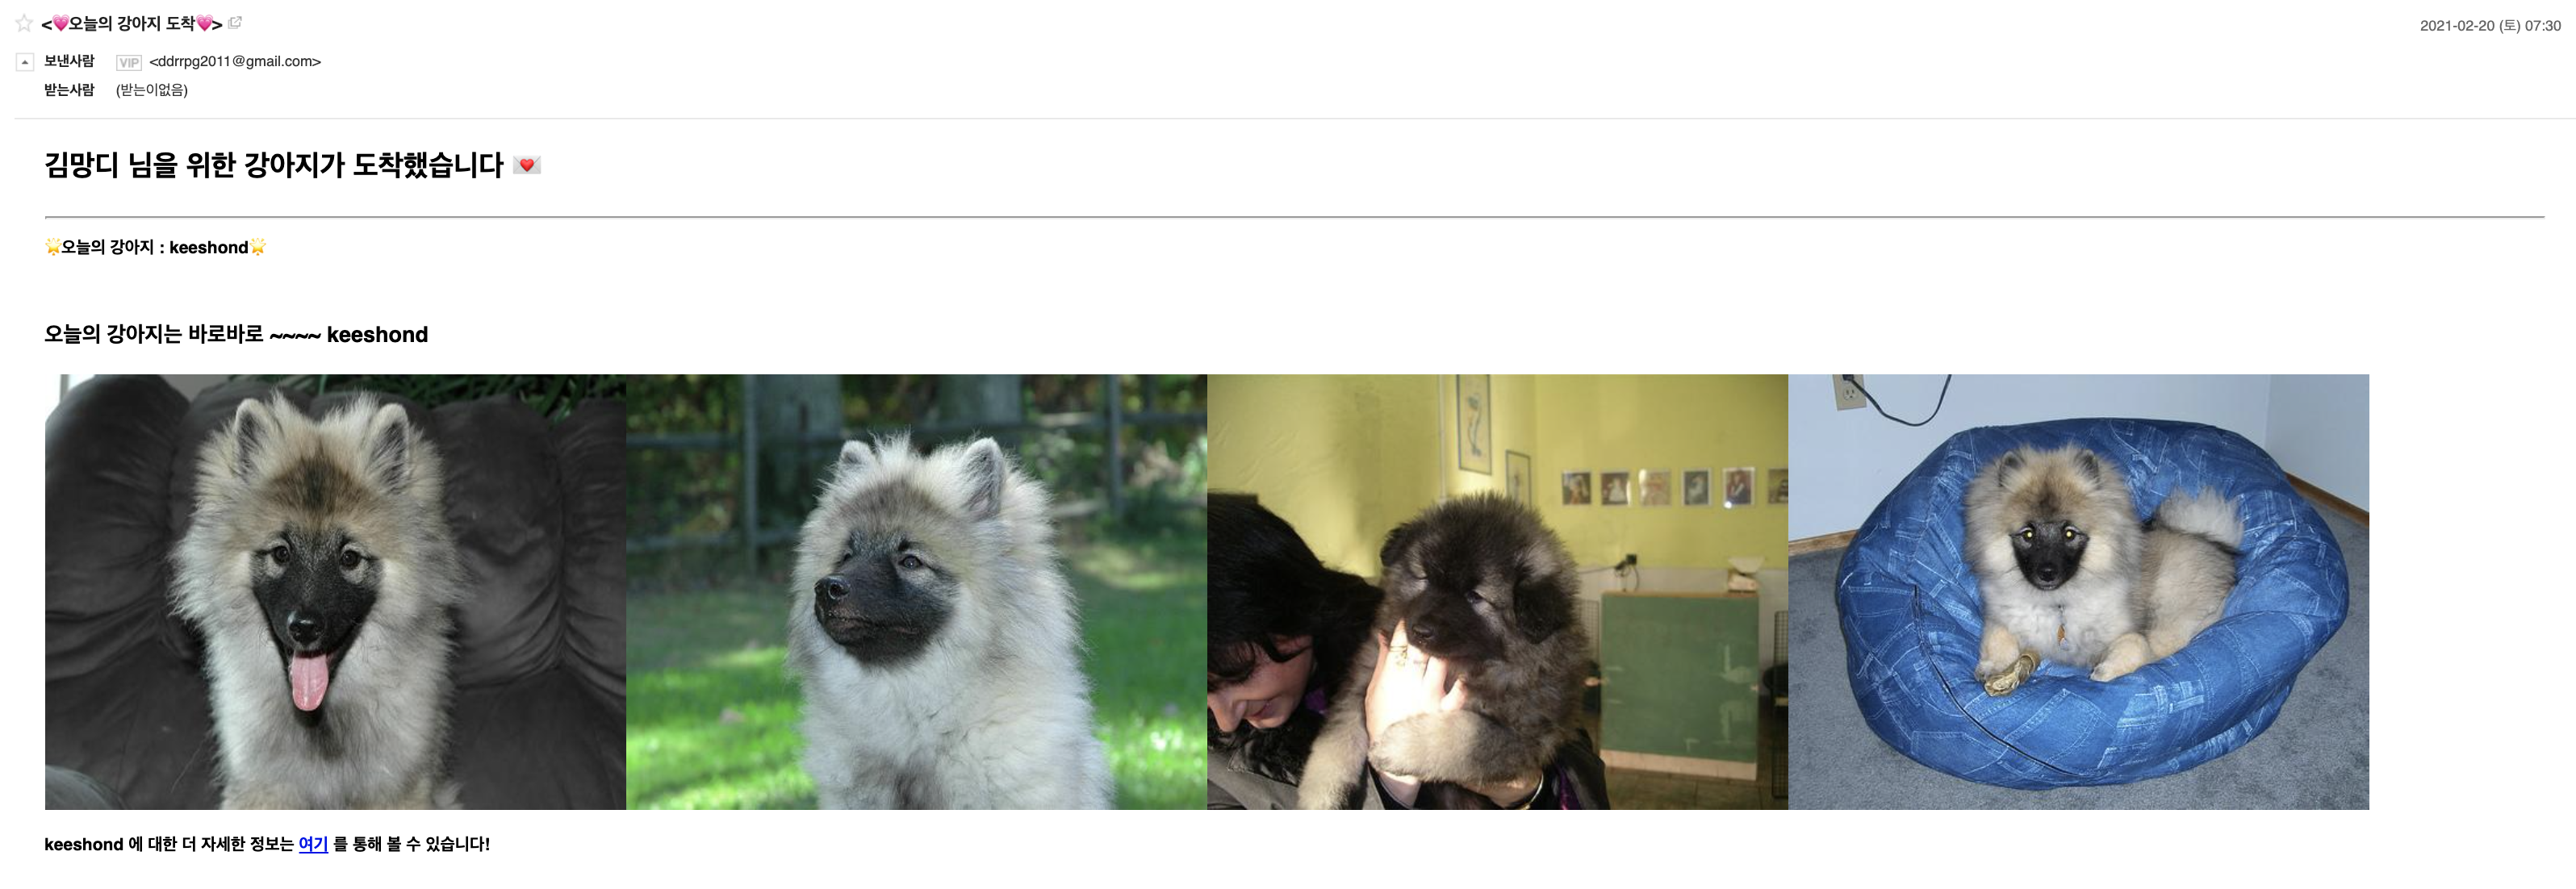 <💗오늘의 강아지 도착💗>
2021-02-20 (토) 07:30
보낸사람 VIP <ddrrpg2011@gmail.com>
받는사람 (받는이없음)
김망디 님을 위한 강아지가 도착했습니다 💌
🌟오늘의 강아지 : keeshond🌟
오늘의 강아지는 바로바로 ~~~~ keeshond
keeshond 에 대한 더 자세한 정보는 여기 를 통해 볼 수 있습니다!